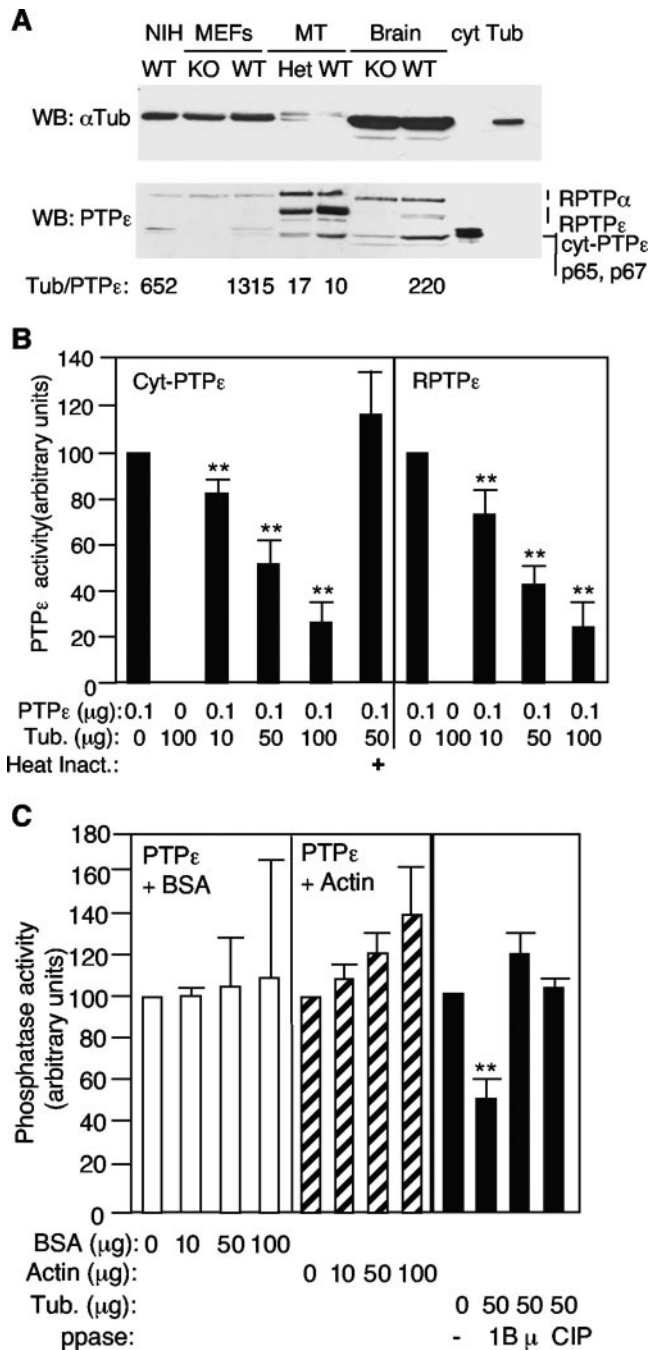 A
NIH MEFs MT Brain cyt Tub
WT KO WT Het WT KO WT
WB: αTub
WB: PTPε
RPTPα
RPTPε
cyt-PTPε
p65, p67
Tub/PTPε: 652 1315 17 10 220
B
PTPε activity(arbitrary units)
140
120
100
80
60
40
20
0
Cyt-PTPε
RPTPε
** ** ** ** ** **
PTPε (μg): 0.1 0 0.1 0.1 0.1 0.1 0.1 0 0.1 0.1 0.1
Tub. (μg): 0 100 10 50 100 50 0 100 10 50 100
Heat Inact.: +
C
Phosphatase activity
(arbitrary units)
180
160
120
100
80
60
40
20
0
PTPε
+ BSA
PTPε
+ Actin
**
BSA (μg): 0 10 50 100
Actin (μg): 0 10 50 100
Tub. (μg): 0 50 50 50
ppase: - 1B μ CIP